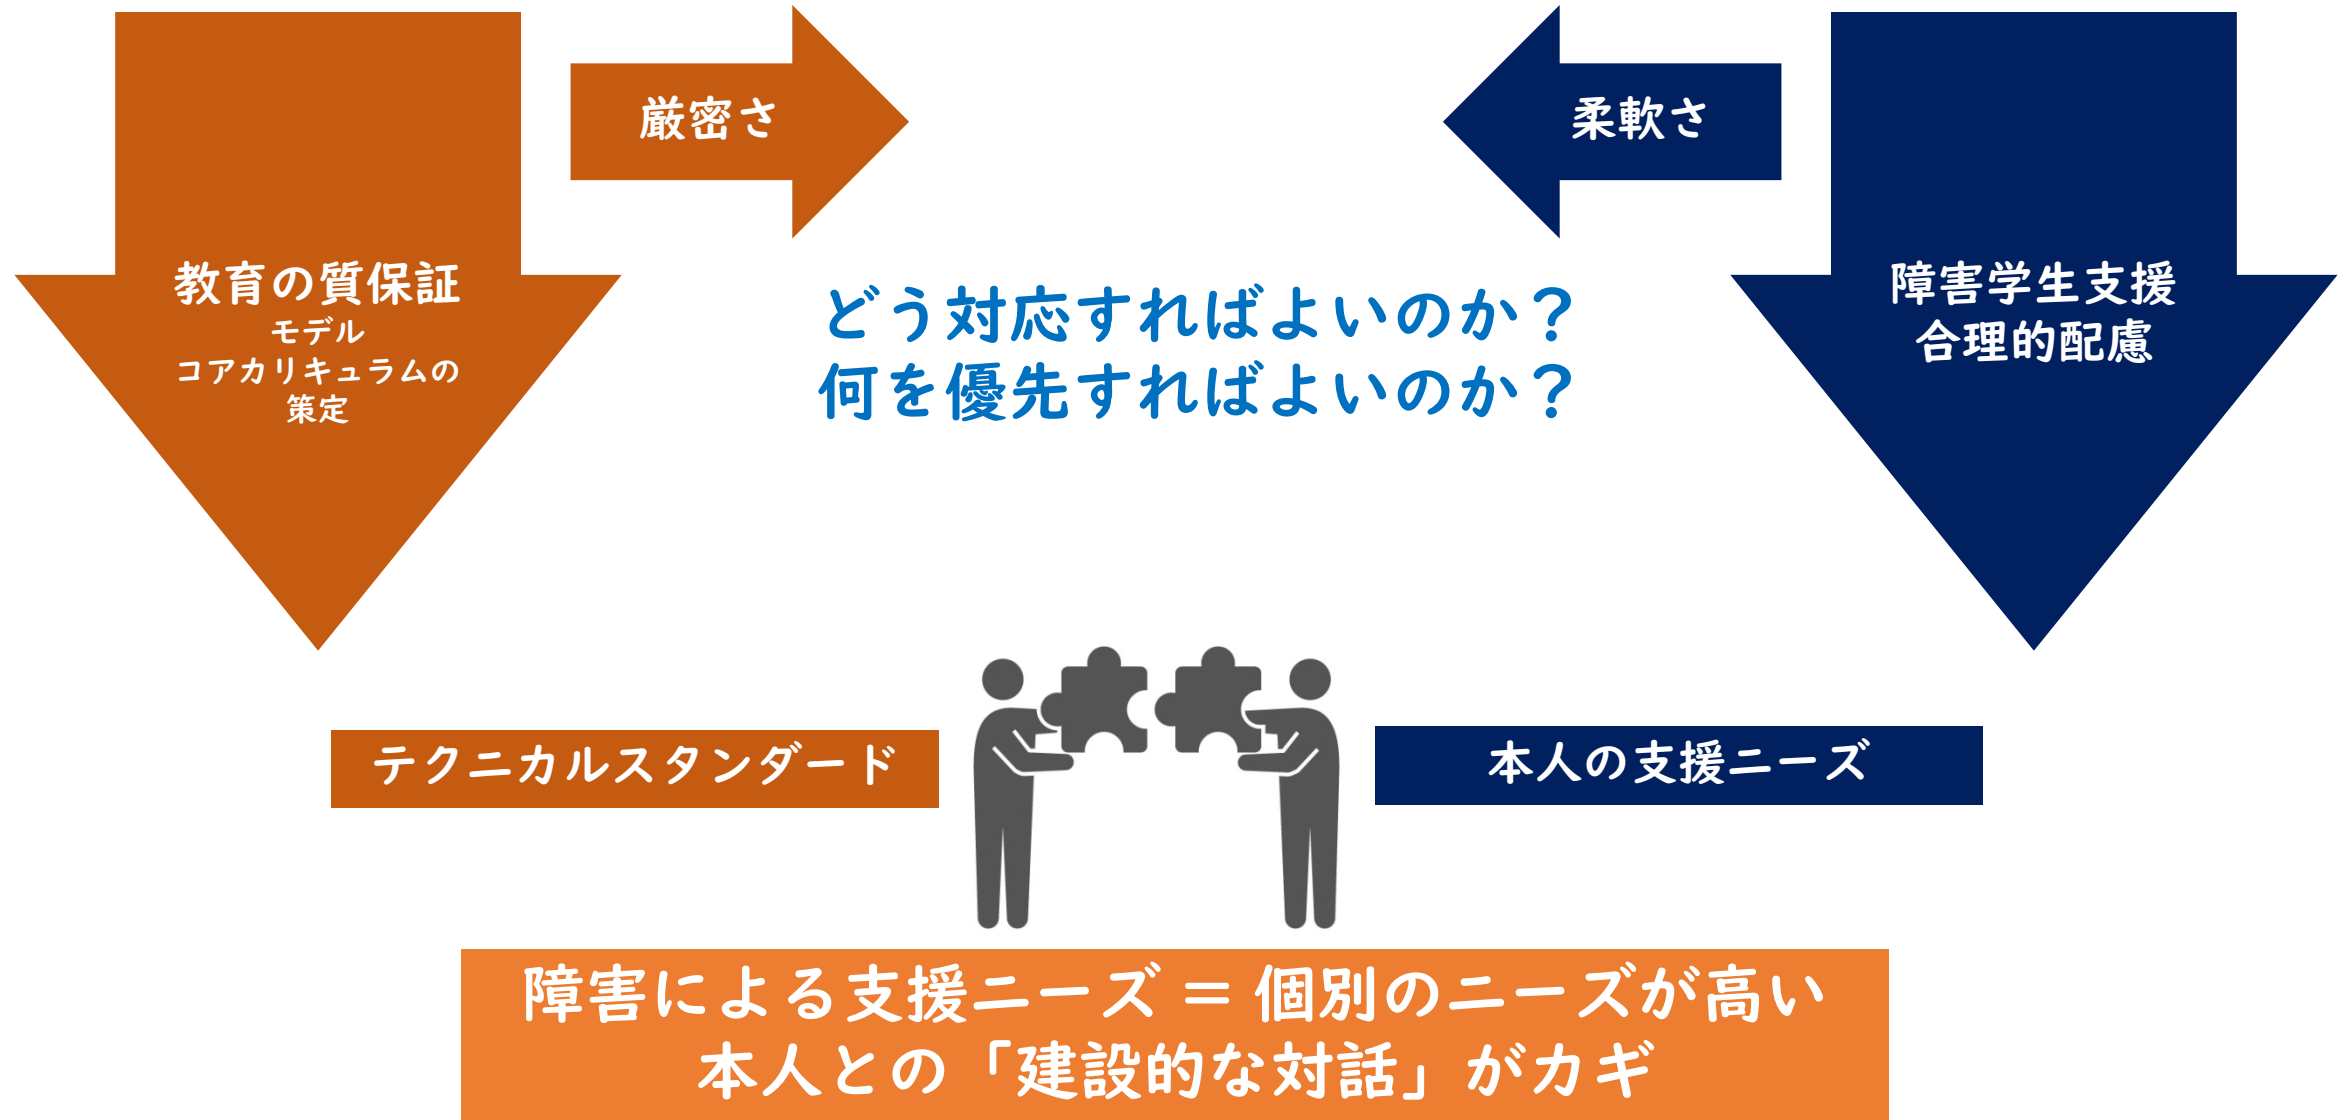 厳密さ
柔軟さ
教育の質保証
モデル
コアカリキュラムの
策定
どう対応すればよいのか？
何を優先すればよいのか？
障害学生支援
合理的配慮
テクニカルスタンダード
本人の支援ニーズ
障害による支援ニーズ＝個別のニーズが高い
本人との「建設的な対話」がカギ